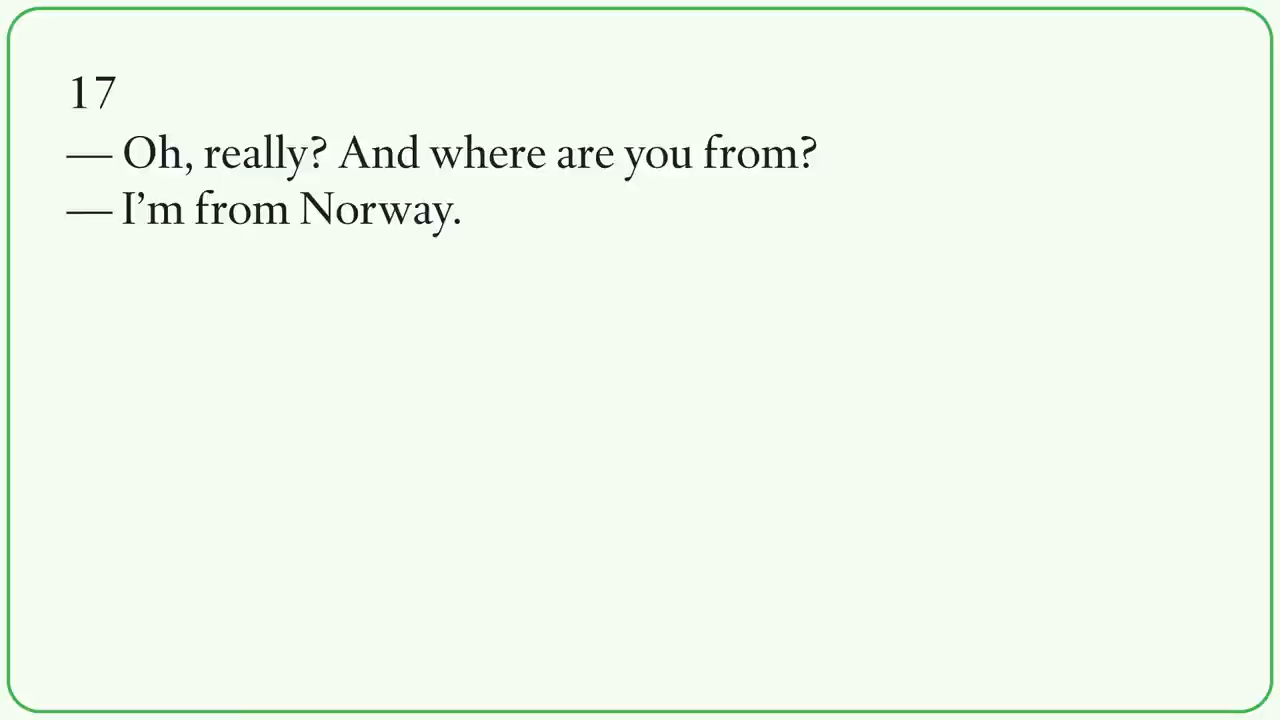 17
— Oh, really? And where are you from?
— I’m from Norway.